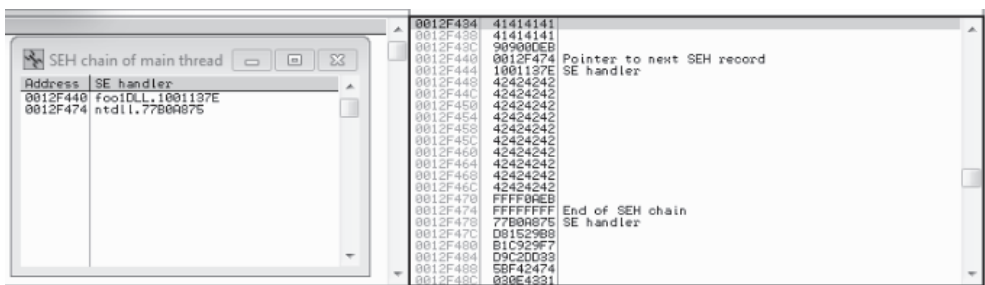 SEH chain of main thread
Address SE handler
0012F440 foo1DLL.1001137E
0012F474 ntdll.77B0A875
0012F434 41414141
0012F438 41414141
0012F43C 90900DEB
0012F440 0012F474 Pointer to next SEH record
0012F444 1001137E SE handler
0012F448 42424242
0012F44C 42424242
0012F450 42424242
0012F454 42424242
0012F458 42424242
0012F45C 42424242
0012F460 42424242
0012F464 42424242
0012F468 42424242
0012F46C 42424242
0012F470 FFFF0AEB
0012F474 FFFFFFFF End of SEH chain
0012F478 77B0A875 SE handler
0012F47C D81529B8
0012F480 B1C929F7
0012F484 D9C2DD33
0012F488 5BF42474
0012F48C 030E4331